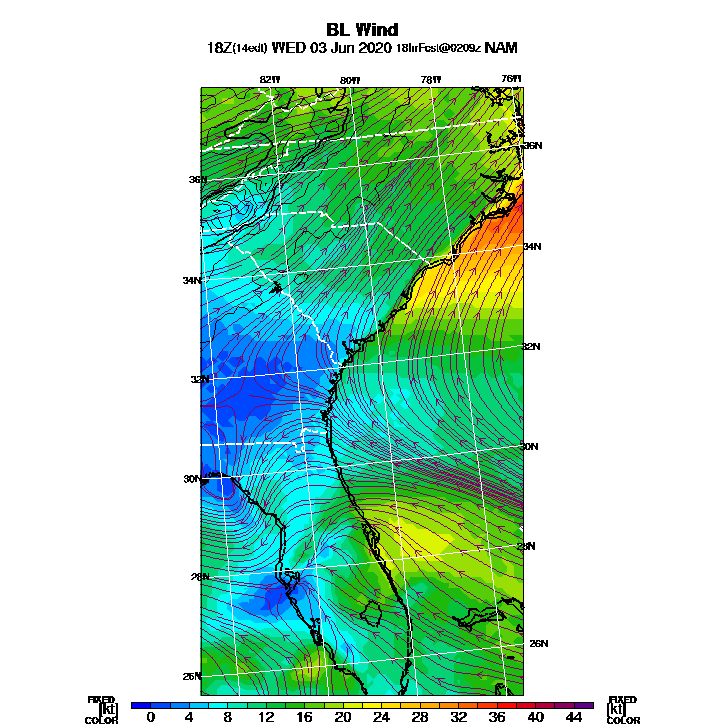 BL Wind
18Z(14edt) WED 03 Jun 2020 18hrFcst@0209z NAM
82W 80W 78W 76W
36N
36N
34N
34N
32N
32N
30N
30N
28N
28N
26N
26N
FIXED FIXED
[kt] 0 4 8 12 16 20 24 28 32 36 40 44 [kt]
COLOR COLOR